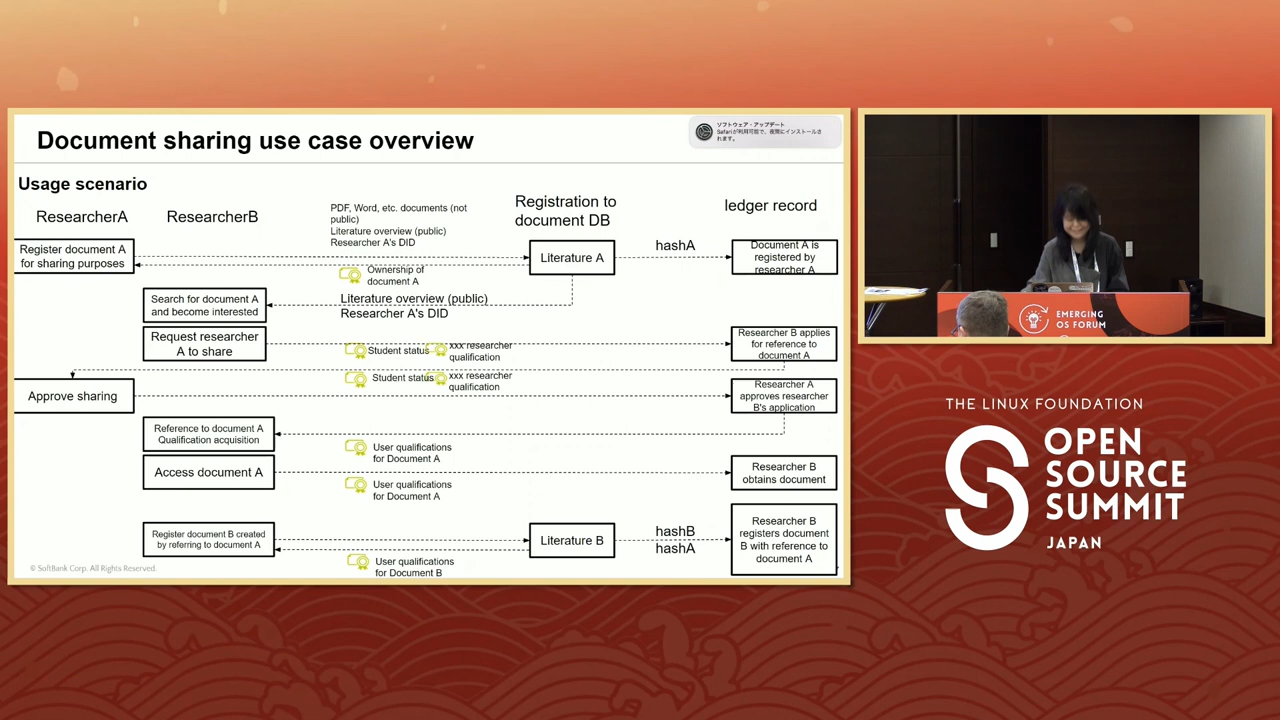 Document sharing use case overview
ソフトウェア・アップデート
Safariが利用可能で、夜間にインストールさ
れます。
Usage scenario
ResearcherA
ResearcherB
PDF, Word, etc. documents (not
public)
Literature overview (public)
Researcher A's DID
Registration to
document DB
ledger record
Register document A
for sharing purposes
Literature A
hashA
Document A is
registered by
researcher A
Ownership of
document A
Search for document A
and become interested
Literature overview (public)
Researcher A's DID
Request researcher
A to share
Student status
xxx researcher
qualification
Researcher B applies
for reference to
document A
Student status
xxx researcher
qualification
Approve sharing
Researcher A
approves researcher
B's application
Reference to document A
Qualification acquisition
User qualifications
for Document A
Access document A
Researcher B
obtains document
User qualifications
for Document A
Register document B created
by referring to document A
Literature B
hashB
hashA
Researcher B
registers document
B with reference to
document A
User qualifications
for Document B
© SoftBank Corp. All Rights Reserved.
EMERGING
OS FORUM
THE LINUX FOUNDATION
OPEN
SOURCE
SUMMIT
JAPAN